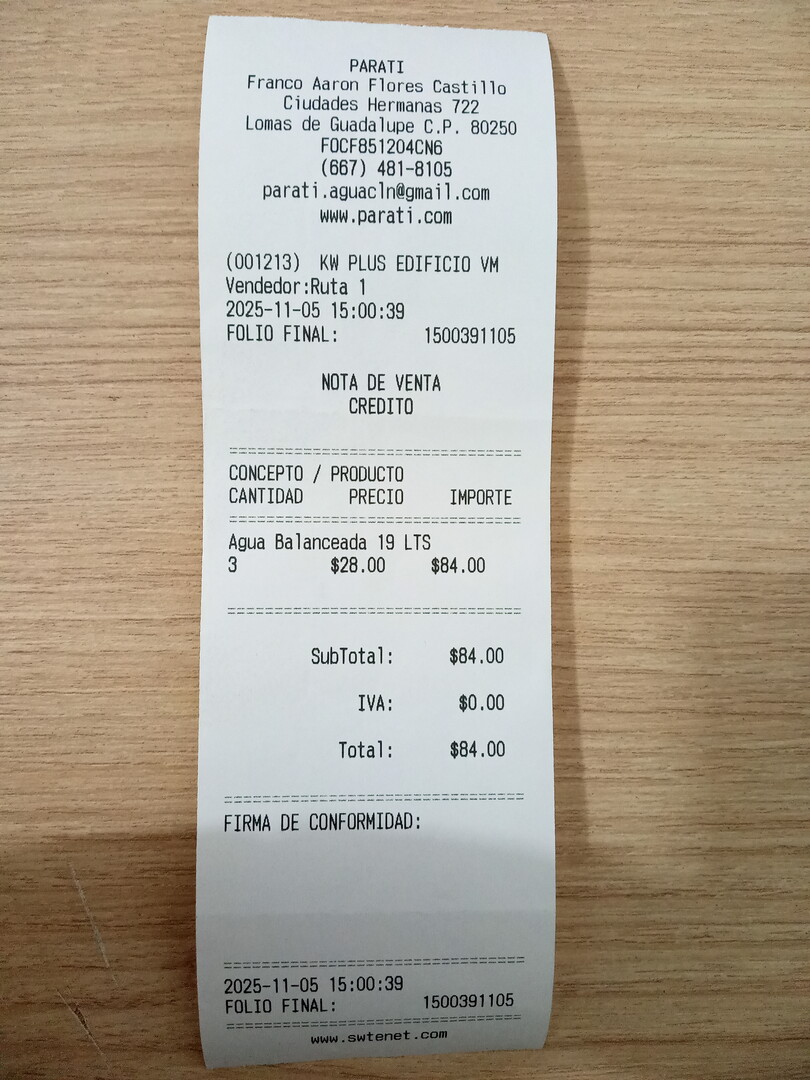 PARATI
Franco Aaron Flores Castillo
Ciudades Hermanas 722
Lomas de Guadalupe C.P. 80250
FOCF851204CN6
(667) 481-8105
parati.aguacln@gmail.com
www.parati.com
(001213) KW PLUS EDIFICIO VM
Vendedor:Ruta 1
2025-11-05 15:00:39
FOLIO FINAL: 1500391105
NOTA DE VENTA
CREDITO
================================
CONCEPTO / PRODUCTO
CANTIDAD PRECIO IMPORTE
================================
Agua Balanceada 19 LTS
3 $28.00 $84.00
================================
SubTotal: $84.00
IVA: $0.00
Total: $84.00
================================
FIRMA DE CONFORMIDAD:
================================
2025-11-05 15:00:39
FOLIO FINAL: 1500391105
================================
www.swtenet.com